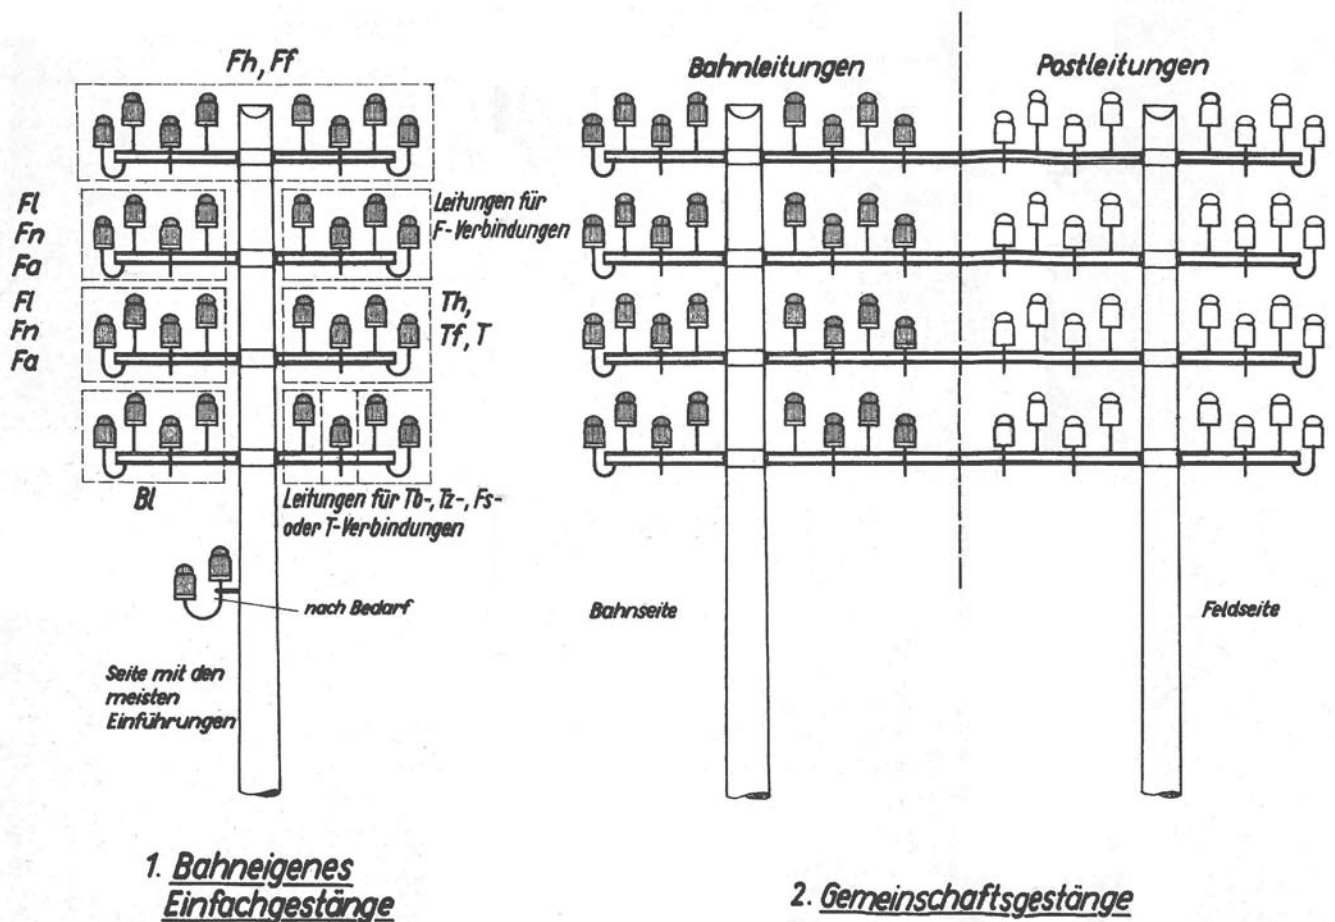 Fh, Ff
Fl
Fn
Fa
Leitungen für
F-Verbindungen
Fl
Fn
Fa
Th,
Tf, T
Bl
Leitungen für Tb-, Tz-, Fs-
oder T-Verbindungen
nach Bedarf
Seite mit den
meisten
Einführungen
1. Bahneigenes
Einfachgestänge
Bahnleitungen
Postleitungen
Bahnseite
Feldseite
2. Gemeinschaftsgestänge